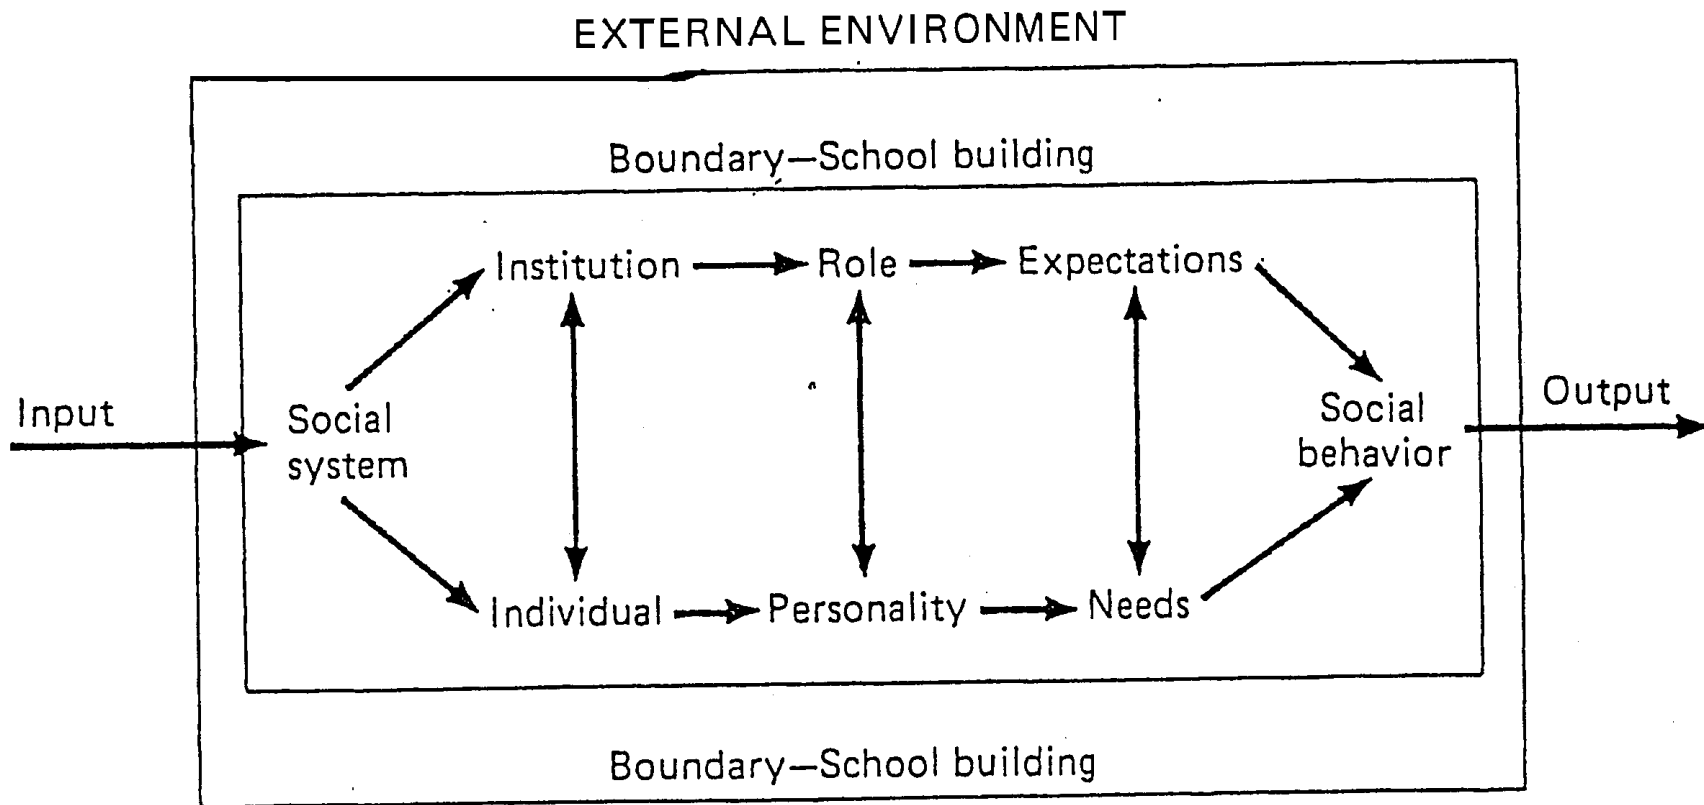 EXTERNAL ENVIRONMENT
Boundary—School building
Institution Role Expectations
Input
Social
system
Social
behavior
Output
Individual Personality Needs
Boundary—School building